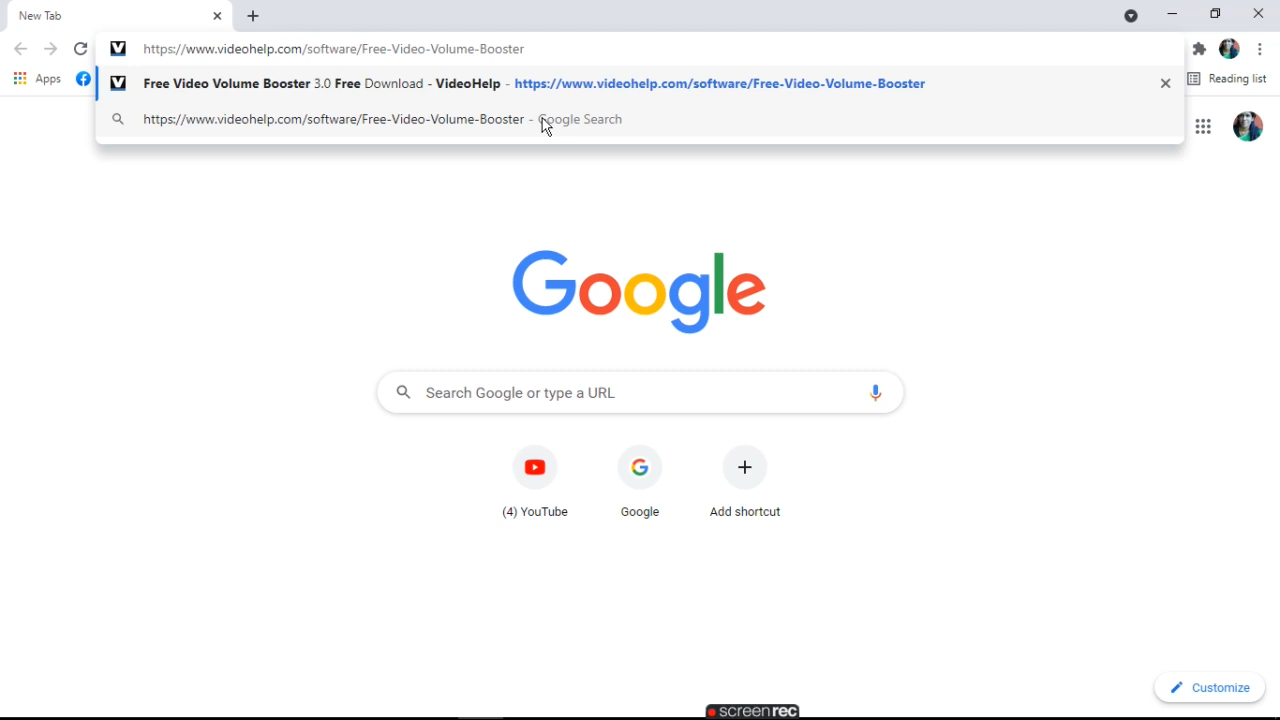 New Tab
https://www.videohelp.com/software/Free-Video-Volume-Booster
Apps
Free Video Volume Booster 3.0 Free Download - VideoHelp - https://www.videohelp.com/software/Free-Video-Volume-Booster
Reading list
https://www.videohelp.com/software/Free-Video-Volume-Booster - Google Search
Google
Search Google or type a URL
(4) YouTube
Google
Add shortcut
Customize
screenrec